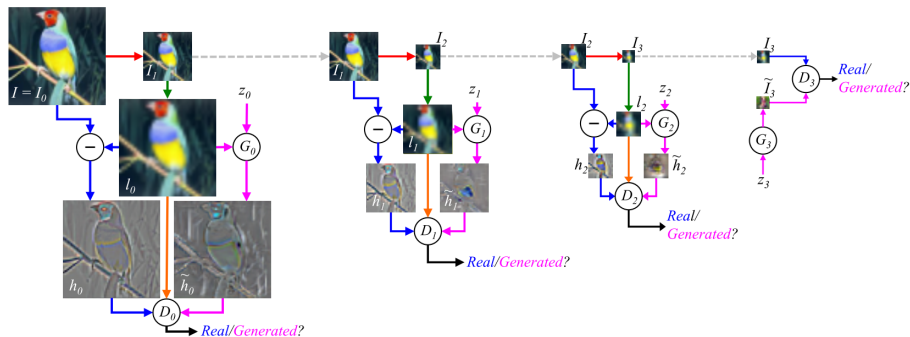 I = I₀
I₁
z₀
−
G₀
l₀
h₀
h̃₀
D₀
Real/Generated?
I₁
I₂
z₁
−
G₁
l₁
h₁
h̃₁
D₁
Real/Generated?
I₂
I₃
z₂
−
G₂
l₂
h₂
h̃₂
D₂
Real/
Generated?
I₃
Ĩ₃
D₃
Real/
Generated?
G₃
z₃